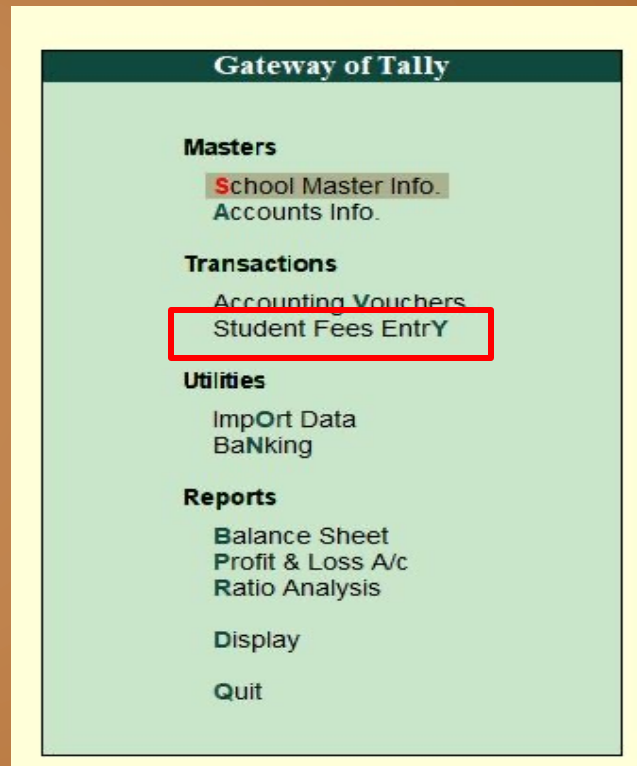 Gateway of Tally
Masters
School Master Info.
Accounts Info.
Transactions
Accounting Vouchers
Student Fees EntrY
Utilities
ImpOrt Data
BaNking
Reports
Balance Sheet
Profit & Loss A/c
Ratio Analysis
Display
Quit